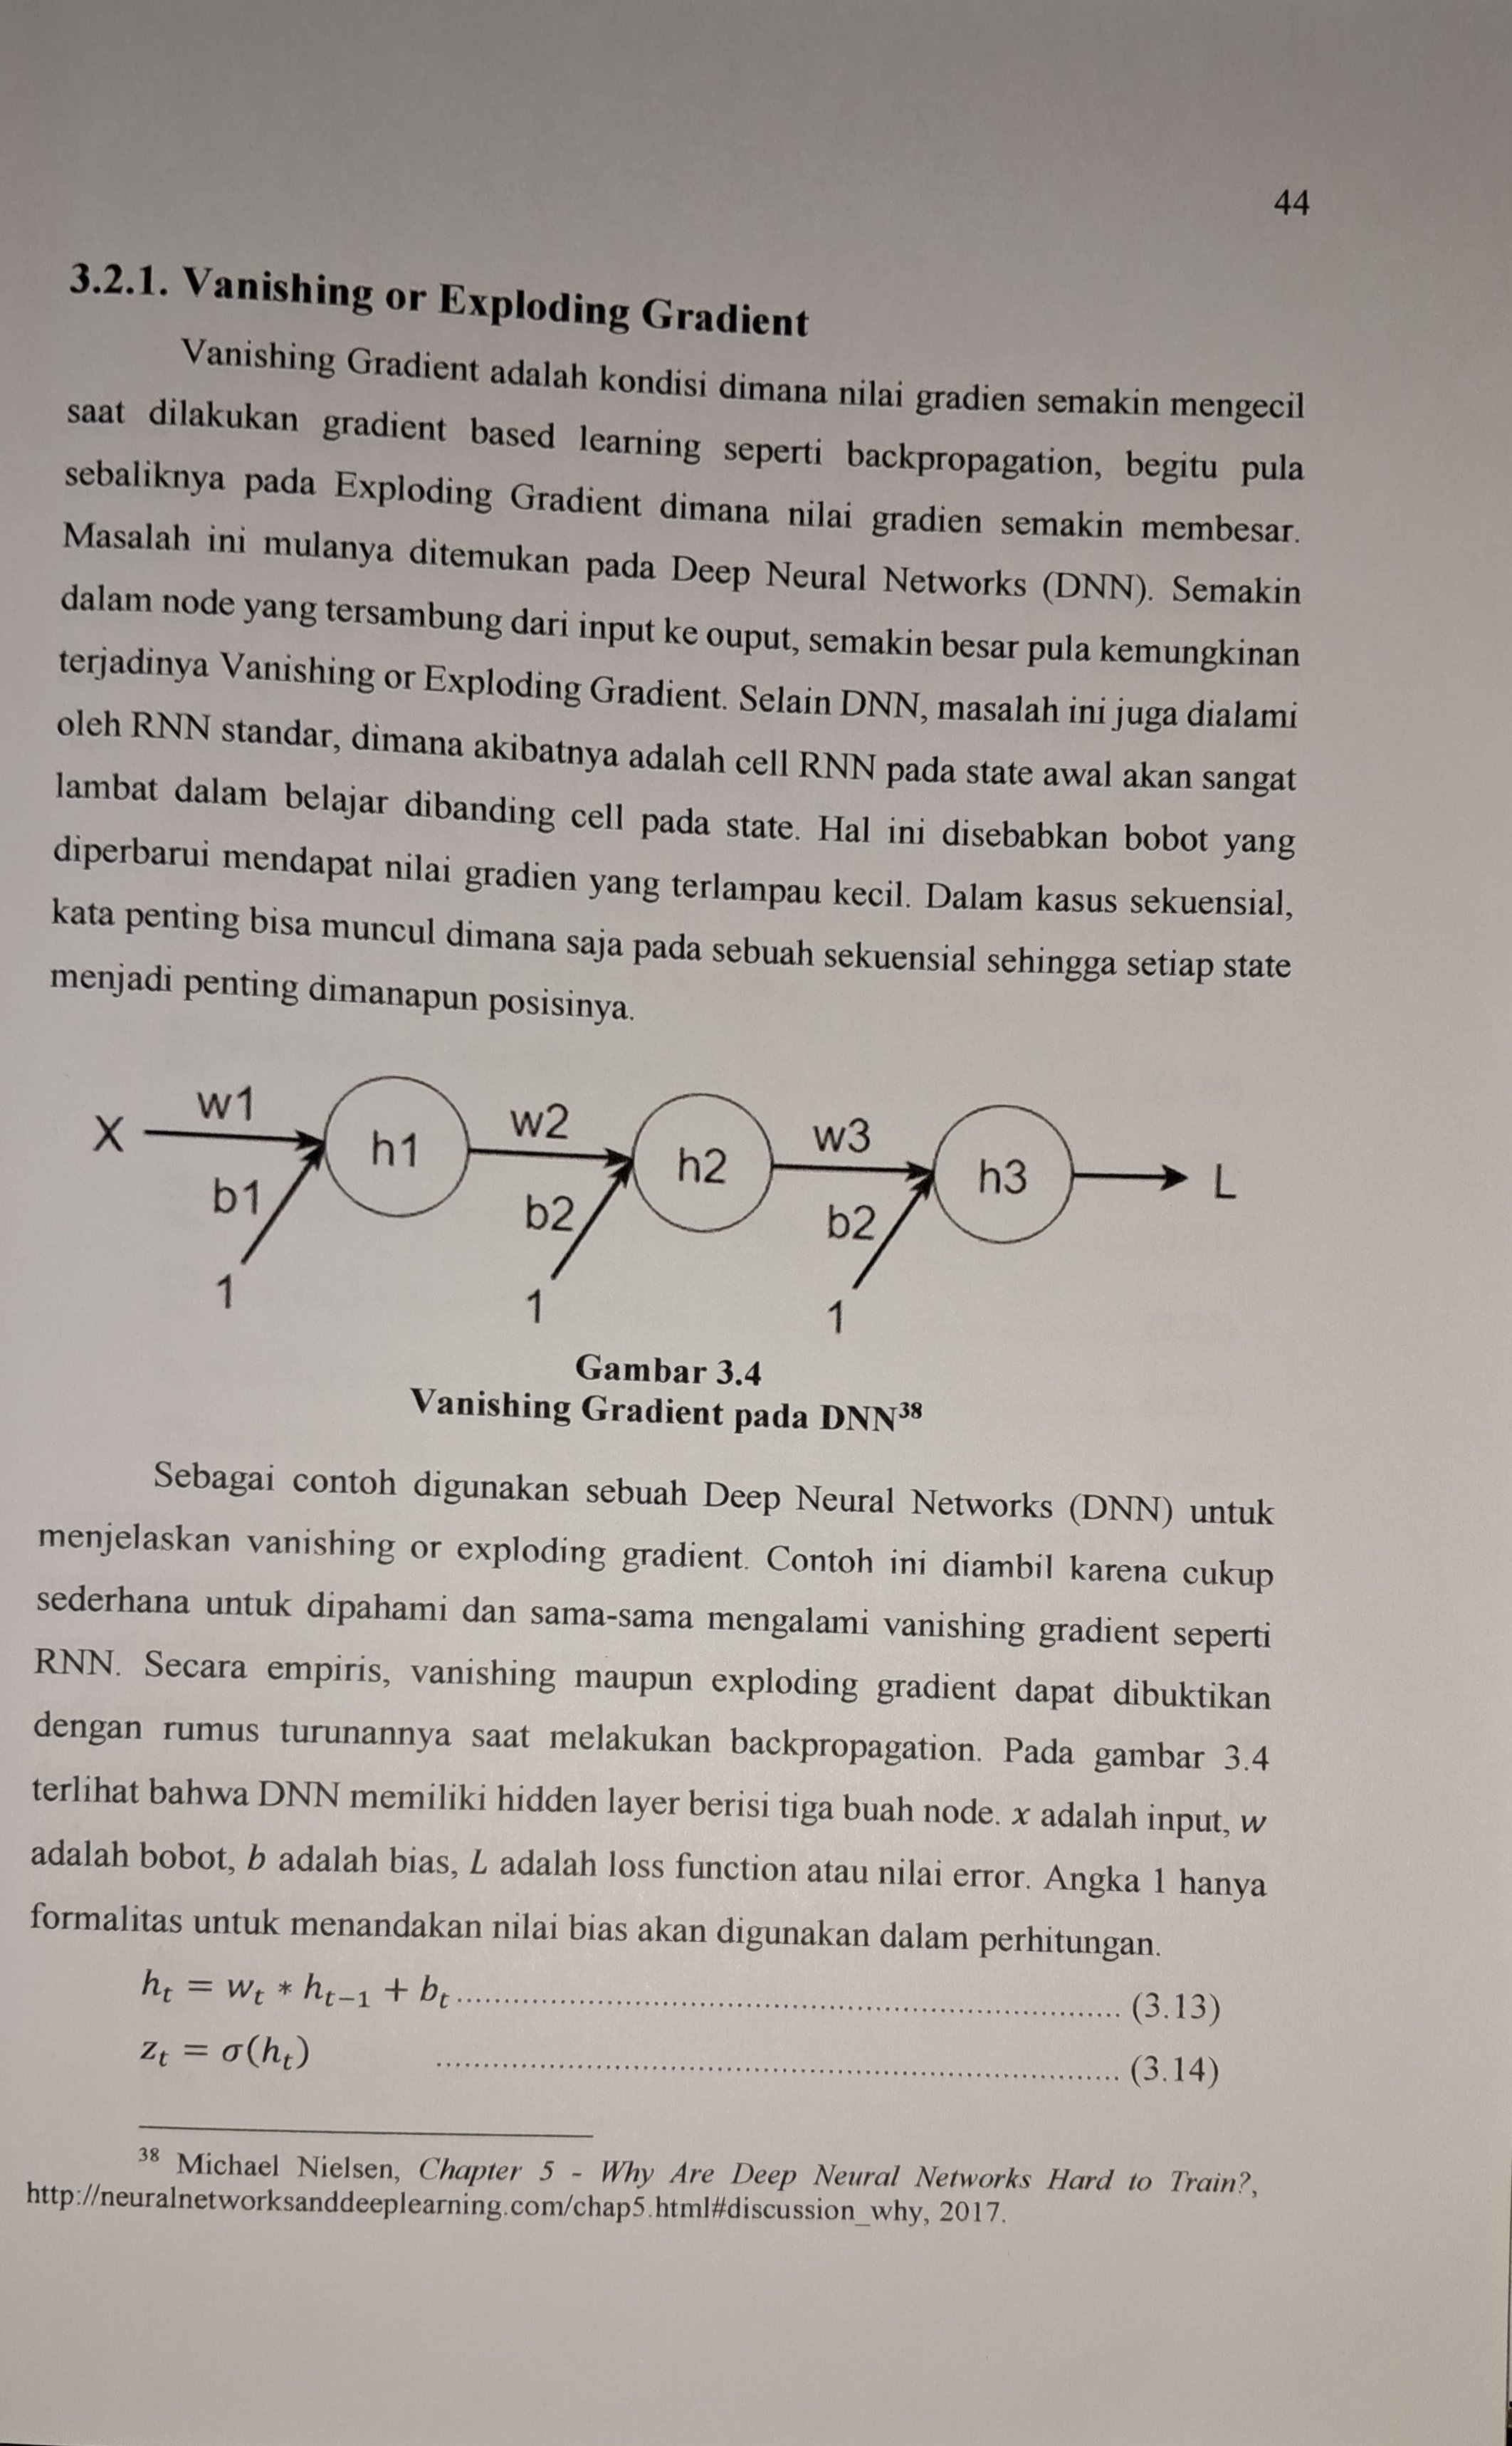 44
3.2.1. Vanishing or Exploding Gradient
Vanishing Gradient adalah kondisi dimana nilai gradien semakin mengecil
saat dilakukan gradient based learning seperti backpropagation, begitu pula
sebaliknya pada Exploding Gradient dimana nilai gradien semakin membesar.
Masalah ini mulanya ditemukan pada Deep Neural Networks (DNN). Semakin
dalam node yang tersambung dari input ke ouput, semakin besar pula kemungkinan
terjadinya Vanishing or Exploding Gradient. Selain DNN, masalah ini juga dialami
oleh RNN standar, dimana akibatnya adalah cell RNN pada state awal akan sangat
lambat dalam belajar dibanding cell pada state. Hal ini disebabkan bobot yang
diperbarui mendapat nilai gradien yang terlampau kecil. Dalam kasus sekuensial,
kata penting bisa muncul dimana saja pada sebuah sekuensial sehingga setiap state
menjadi penting dimanapun posisinya.
X w1 h1 w2 h2 w3 h3 L
b1 b2 b2
1 1 1
Gambar 3.4
Vanishing Gradient pada DNN³⁸
Sebagai contoh digunakan sebuah Deep Neural Networks (DNN) untuk
menjelaskan vanishing or exploding gradient. Contoh ini diambil karena cukup
sederhana untuk dipahami dan sama-sama mengalami vanishing gradient seperti
RNN. Secara empiris, vanishing maupun exploding gradient dapat dibuktikan
dengan rumus turunannya saat melakukan backpropagation. Pada gambar 3.4
terlihat bahwa DNN memiliki hidden layer berisi tiga buah node. x adalah input, w
adalah bobot, b adalah bias, L adalah loss function atau nilai error. Angka 1 hanya
formalitas untuk menandakan nilai bias akan digunakan dalam perhitungan.
hₜ = wₜ * hₜ₋₁ + bₜ .......................................................... (3.13)
zₜ = σ(hₜ) .......................................................... (3.14)
³⁸ Michael Nielsen, Chapter 5 - Why Are Deep Neural Networks Hard to Train?,
http://neuralnetworksanddeeplearning.com/chap5.html#discussion_why, 2017.